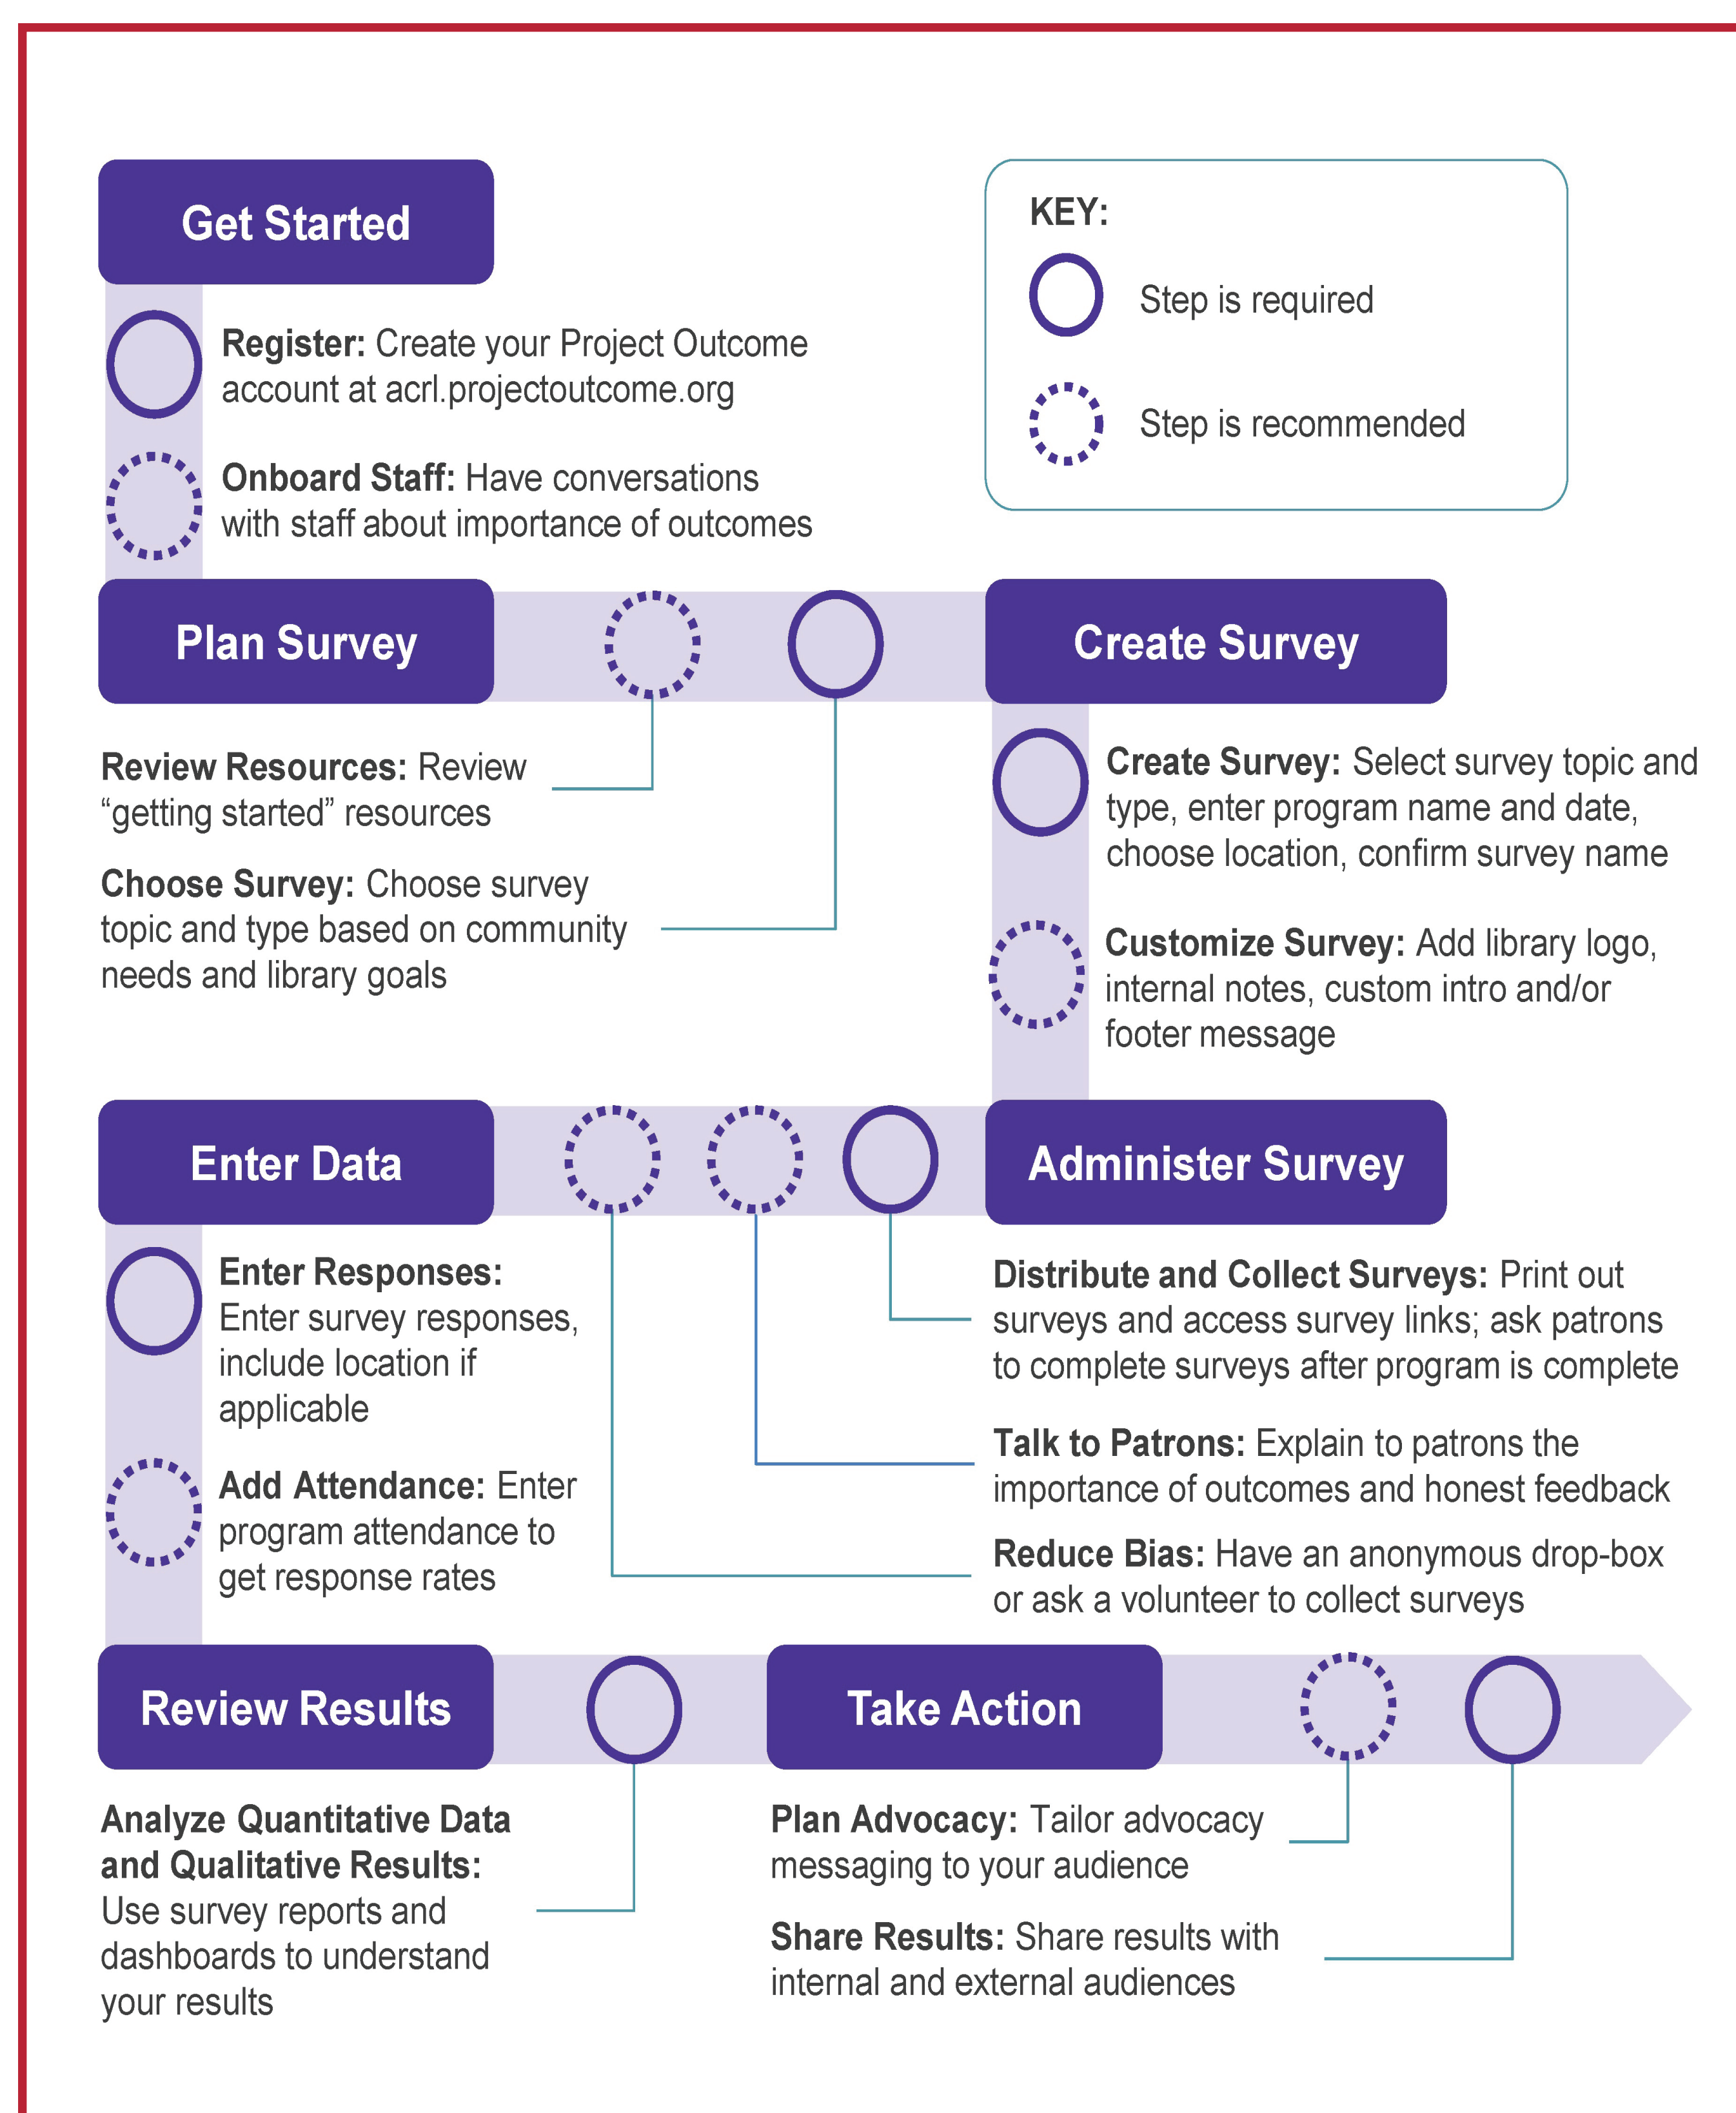 Get Started
KEY:
Step is required
Step is recommended
Register: Create your Project Outcome
account at acrl.projectoutcome.org
Onboard Staff: Have conversations
with staff about importance of outcomes
Plan Survey
Create Survey
Review Resources: Review
“getting started” resources
Choose Survey: Choose survey
topic and type based on community
needs and library goals
Create Survey: Select survey topic and
type, enter program name and date,
choose location, confirm survey name
Customize Survey: Add library logo,
internal notes, custom intro and/or
footer message
Administer Survey
Distribute and Collect Surveys: Print out
surveys and access survey links; ask patrons
to complete surveys after program is complete
Talk to Patrons: Explain to patrons the
importance of outcomes and honest feedback
Reduce Bias: Have an anonymous drop-box
or ask a volunteer to collect surveys
Enter Data
Enter Responses:
Enter survey responses,
include location if
applicable
Add Attendance: Enter
program attendance to
get response rates
Review Results
Analyze Quantitative Data
and Qualitative Results:
Use survey reports and
dashboards to understand
your results
Take Action
Plan Advocacy: Tailor advocacy
messaging to your audience
Share Results: Share results with
internal and external audiences